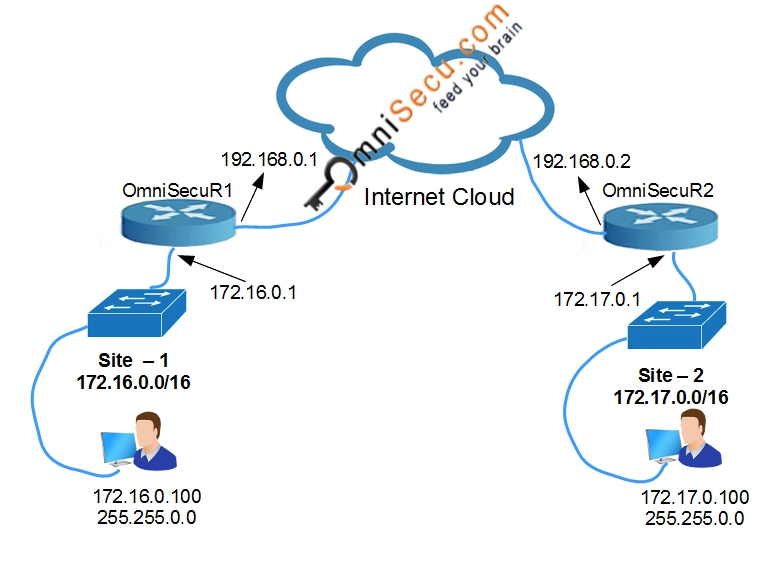 OmniSecu.com
feed your brain
192.168.0.1
192.168.0.2
OmniSecuR1
OmniSecuR2
Internet Cloud
172.16.0.1
172.17.0.1
Site – 1
172.16.0.0/16
Site – 2
172.17.0.0/16
172.16.0.100
255.255.0.0
172.17.0.100
255.255.0.0